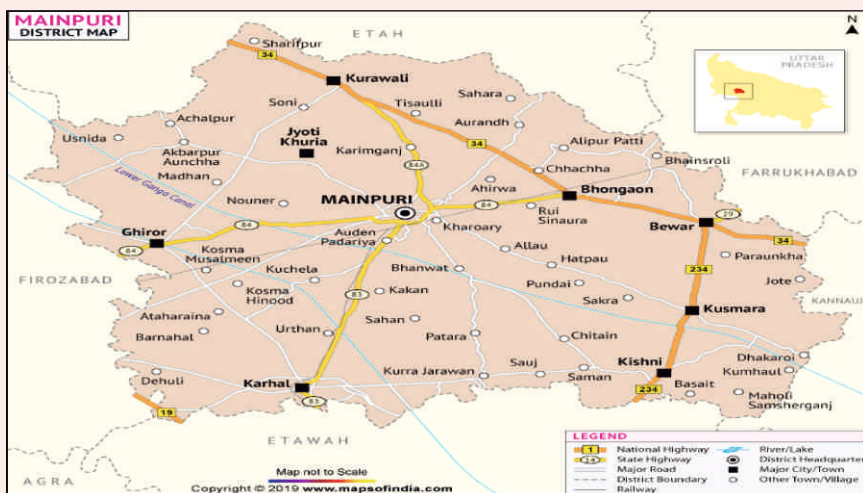 MAINPURI
DISTRICT MAP
ETAH
N
UTTAR
PRADESH
Sharifpur
34
Kurawali
Soni
Tisaulli
Sahara
Achalpur
Aurandh
Usnida
Jyoti
Khuria
34
Alipur Patti
Akbarpur
Aunchha
Karimganj
84A
Bhainsroli
Chhachha
FARRUKHABAD
Lower Ganga Canal
Madhan
Ahirwa
MAINPURI
Bhongaon
Nouner
84
Rui
Sinaura
29
Bewar
Ghiror
84
Kharoary
84
Auden
Padariya
34
Kosma
Musalmeen
Allau
Paraunkha
FIROZABAD
Bhanwat
Hatpau
234
Kuchela
Jote
Kosma
Hinood
83
Kakan
Pundai
Sakra
KANNAUJ
Ataharaina
Kusmara
Barnahal
Urthan
Sahan
Patara
Chitain
Dhakaroi
Dehuli
Kurra Jarawan
Sauj
Kishni
Kumhaul
Karhal
Saman
83
234
Basait
Maholi
Samsherganj
19
ETAWAH
AGRA
Map not to Scale
Copyright © 2019 www.mapsofindia.com
LEGEND
1 National Highway
River/Lake
14 State Highway
District Headquarter
Major Road
Major City/Town
District Boundary
Other Town/Village
Railway